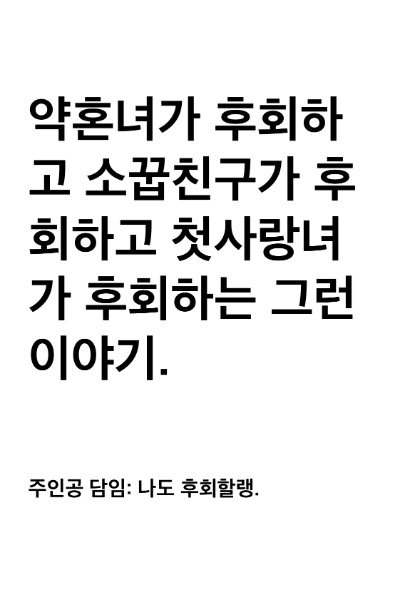 약혼녀가 후회하
고 소꿉친구가 후
회하고 첫사랑녀
가 후회하는 그런
이야기.
주인공 담임: 나도 후회할랭.